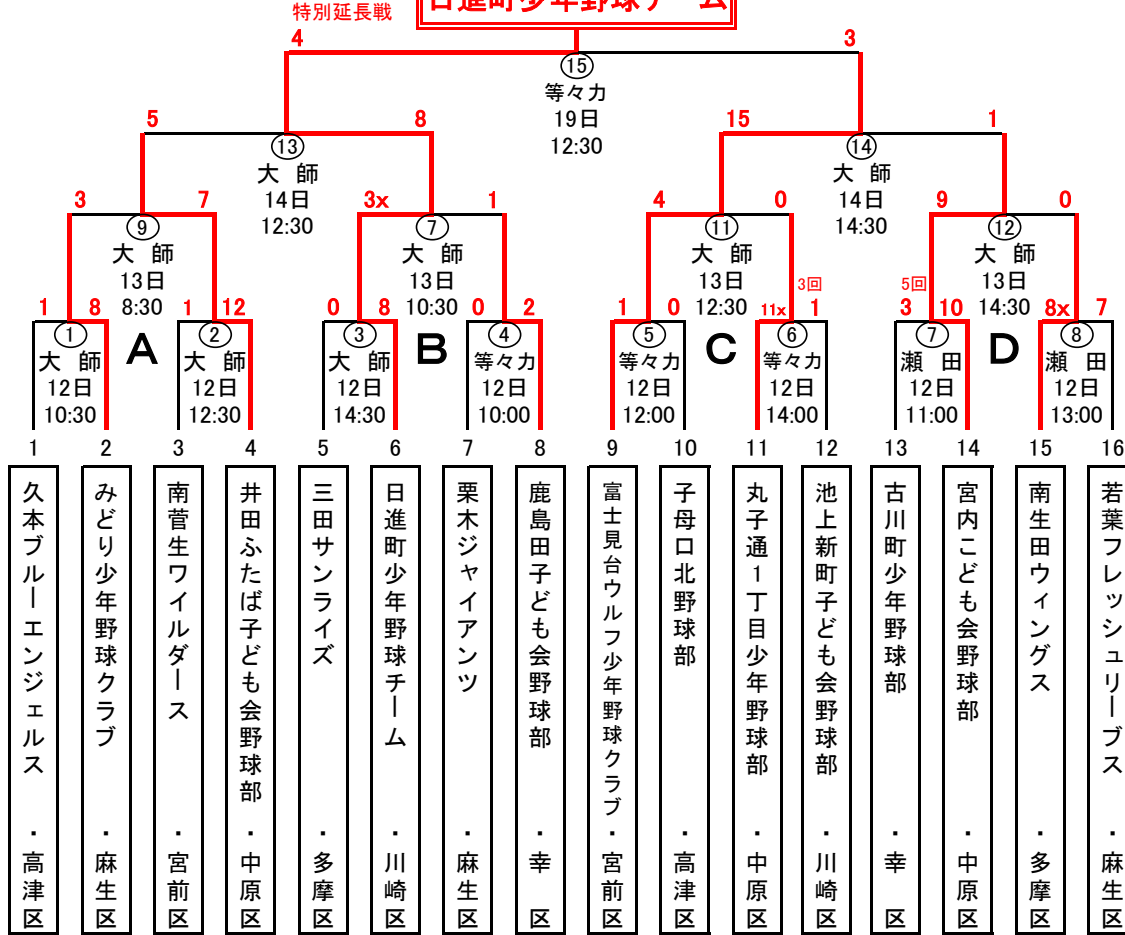 特別延長戦
日進町少年野球チーム
4
3
⑮
等々力
19日
12:30
5
8
15
1
⑬
大 師
14日
12:30
⑭
大 師
14日
14:30
3
7
3x
1
4
0
9
0
⑨
大 師
13日
8:30
⑦
大 師
13日
10:30
⑪
大 師
13日
12:30
⑫
大 師
13日
14:30
3回
5回
1
8
1
12
0
8
0
2
1
0
11x
1
3
10
8x
7
A
B
C
D
①
大 師
12日
10:30
②
大 師
12日
12:30
③
大 師
12日
14:30
④
等々力
12日
10:00
⑤
等々力
12日
12:00
⑥
等々力
12日
14:00
⑦
瀬 田
12日
11:00
⑧
瀬 田
12日
13:00
1
2
3
4
5
6
7
8
9
10
11
12
13
14
15
16
久本ブルーエンジェルス ・高津区
みどり少年野球クラブ ・麻生区
南菅生ワイルダース ・宮前区
井田ふたば子ども会野球部 ・中原区
三田サンライズ ・多摩区
日進町少年野球チーム ・川崎区
栗木ジャイアンツ ・麻生区
鹿島田子ども会野球部 ・幸 区
富士見台ウルフ少年野球クラブ ・宮前区
子母口北野球部 ・高津区
丸子通1丁目少年野球部 ・中原区
池上新町子ども会野球部 ・川崎区
古川町少年野球部 ・幸 区
宮内こども会野球部 ・中原区
南生田ウィングス ・多摩区
若葉フレッシュリーブス ・麻生区